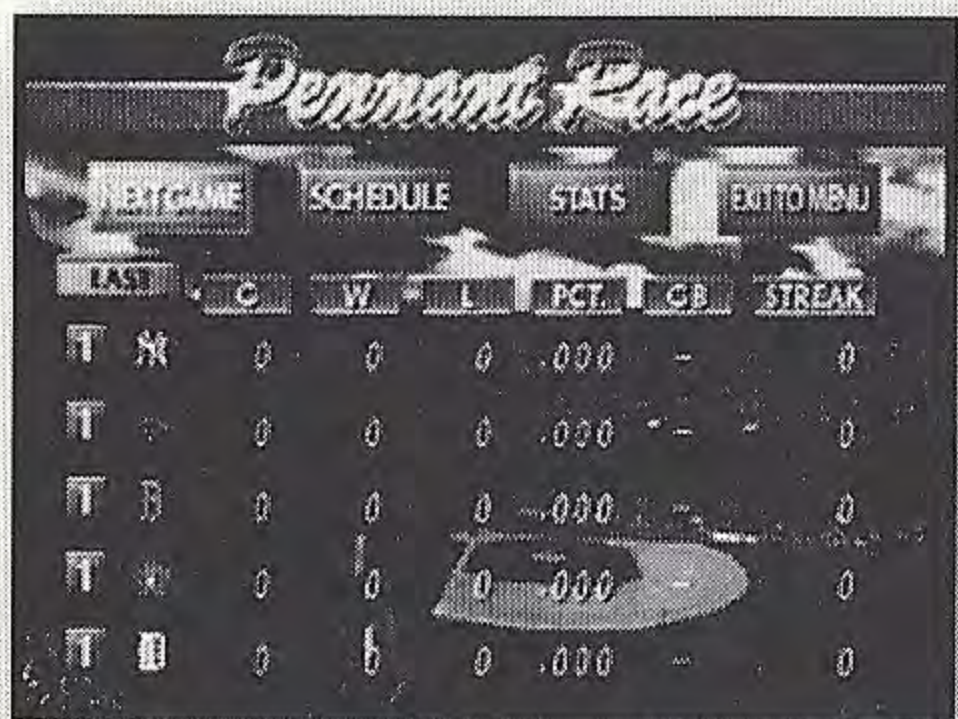 Pennant Race
NEXT GAME SCHEDULE STATS EXIT TO MENU
EAST G W L PCT. GB STREAK
T 0 0 0 .000 - 0
T 0 0 0 .000 - 0
T B 0 0 0 .000 - 0
T 0 0 0 .000 - 0
T D 0 0 0 .000 - 0